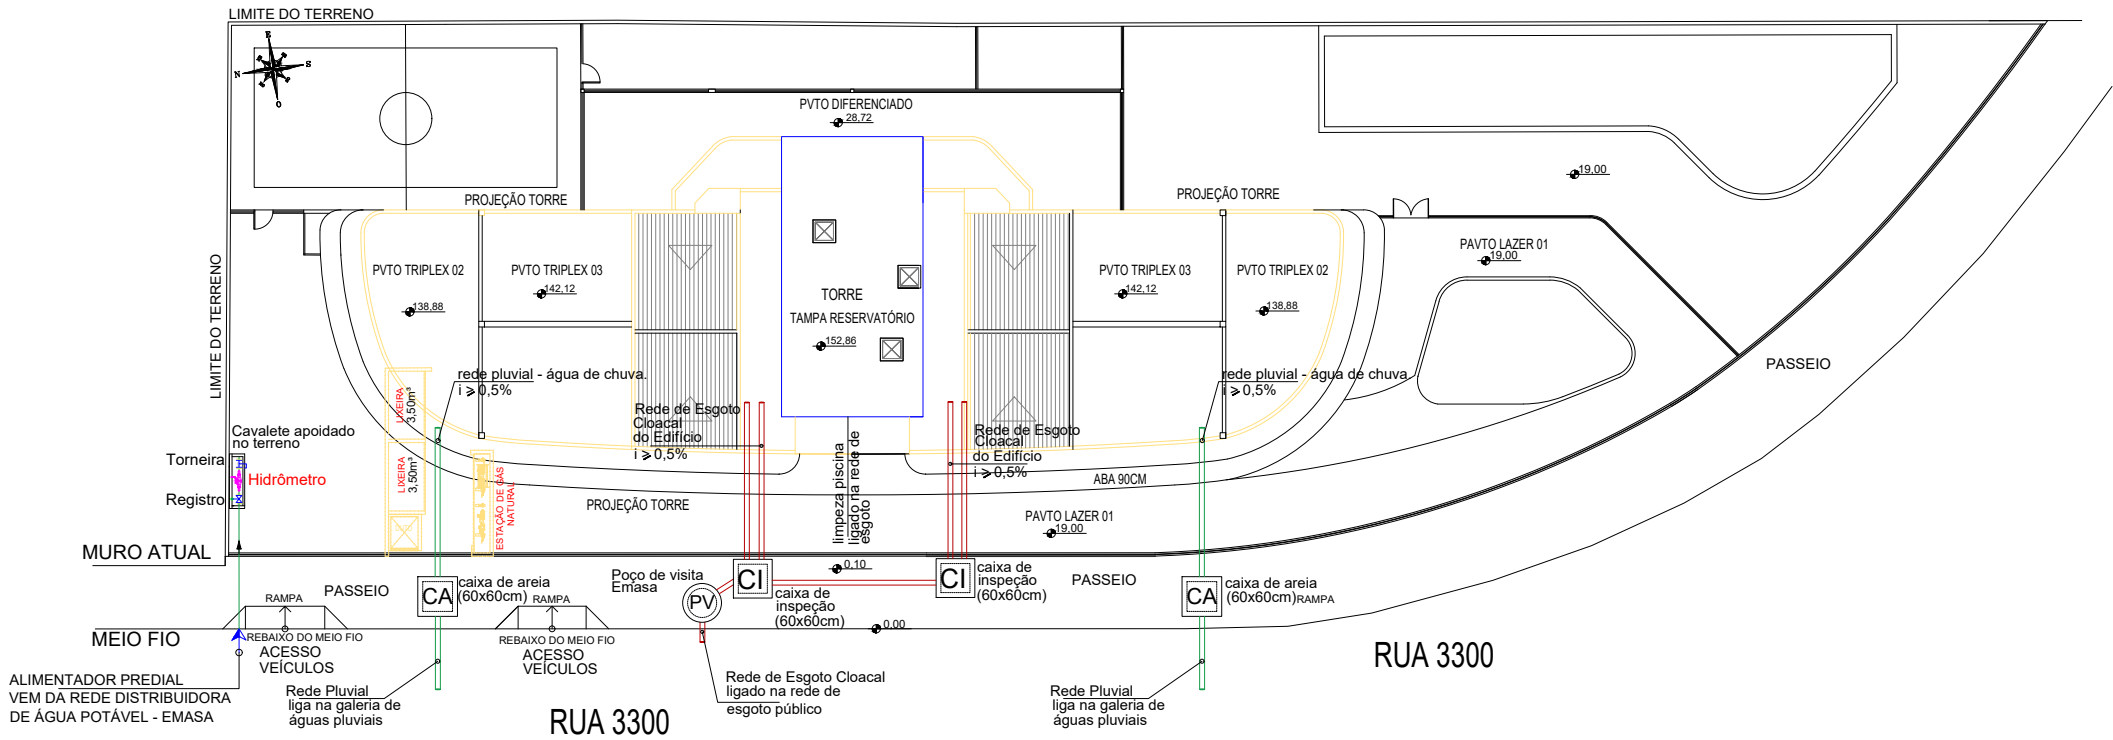 LIMITE DO TERRENO
E
N
S
O
PVTO DIFERENCIADO
28,72
19,00
PROJEÇÃO TORRE
PROJEÇÃO TORRE
LIMITE DO TERRENO
PVTO TRIPLEX 02
138,88
PVTO TRIPLEX 03
142,12
TORRE
TAMPA RESERVATÓRIO
152,86
PVTO TRIPLEX 03
142,12
PVTO TRIPLEX 02
138,88
PAVTO LAZER 01
19,00
PASSEIO
rede pluvial - água de chuva.
i ⩾ 0,5%
rede pluvial - água de chuva
i ⩾ 0,5%
LIXEIRA
3,50m³
LIXEIRA
3,50m³
Rede de Esgoto
Cloacal
do Edifício
i ⩾ 0,5%
limpeza piscina
ligado na rede de
esgoto
Rede de Esgoto
Cloacal
do Edifício
i ⩾ 0,5%
Cavalete apoidado
no terreno
Torneira
Hidrômetro
Registro
ESTAÇÃO DE GÁS
NATURAL
PROJEÇÃO TORRE
ABA 90CM
PAVTO LAZER 01
19,00
MURO ATUAL
PASSEIO
CA
caixa de areia
(60x60cm)
Poço de visita
Emasa
PV
CI
caixa de
inspeção
(60x60cm)
0,10
CI
caixa de
inspeção
(60x60cm)
PASSEIO
CA
caixa de areia
(60x60cm)
RAMPA
RAMPA
RAMPA
MEIO FIO
REBAIXO DO MEIO FIO
ACESSO
VEÍCULOS
REBAIXO DO MEIO FIO
ACESSO
VEÍCULOS
0,00
RUA 3300
ALIMENTADOR PREDIAL
VEM DA REDE DISTRIBUIDORA
DE ÁGUA POTÁVEL - EMASA
Rede Pluvial
liga na galeria de
águas pluviais
RUA 3300
Rede de Esgoto Cloacal
ligado na rede de
esgoto público
Rede Pluvial
liga na galeria de
águas pluviais